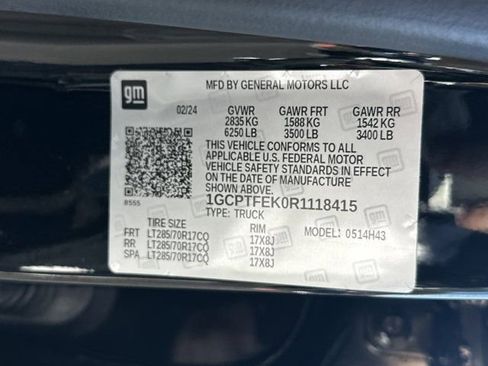 gm
MFD BY GENERAL MOTORS LLC
02/24 GVWR GAWR FRT GAWR RR
2835 KG 1588 KG 1542 KG
6250 LB 3500 LB 3400 LB
THIS VEHICLE CONFORMS TO ALL
APPLICABLE U.S. FEDERAL MOTOR
VEHICLE SAFETY STANDARDS IN EFFECT
ON THE DATE OF MANUFACTURE
SHOWN ABOVE.
8555 1GCPTFEK0R1118415
TYPE: TRUCK
TIRE SIZE RIM MODEL: 0514H43
FRT LT285/70R17CQ 17X8J
RR LT285/70R17CQ 17X8J
SPA LT285/70R17CQ 17X8J